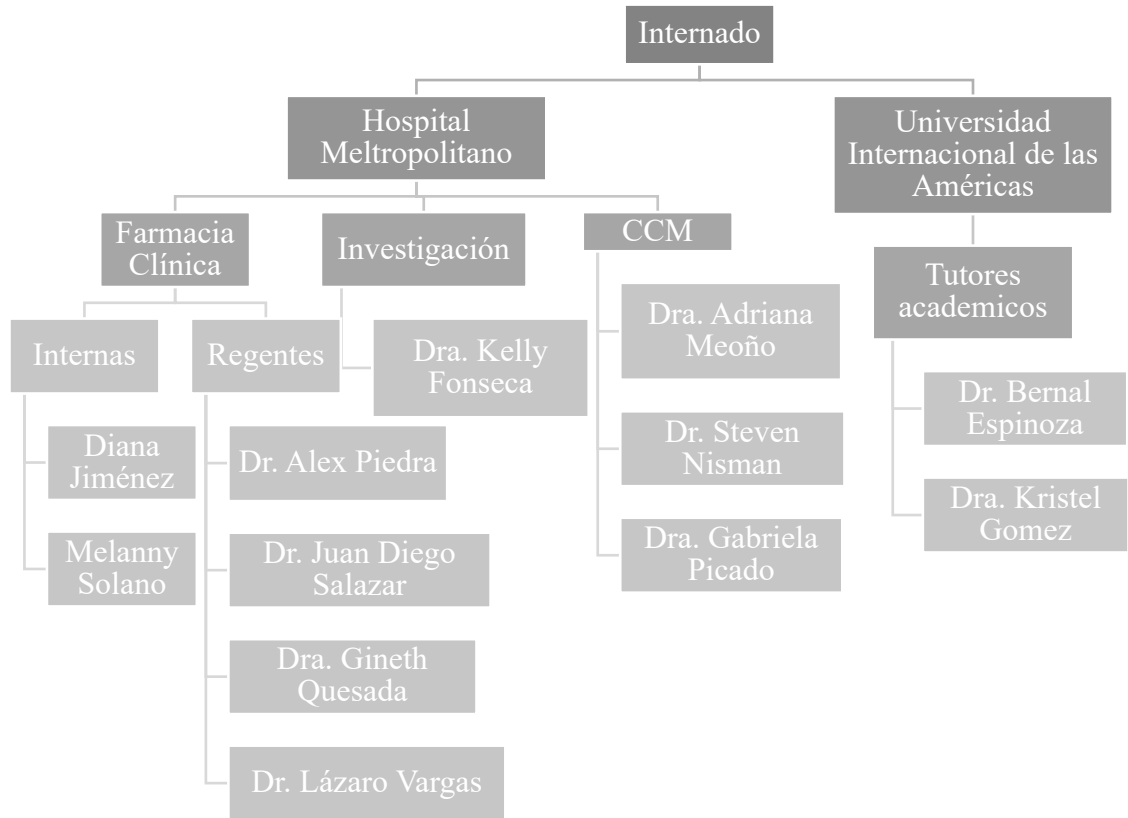 Internado
Hospital
Meltropolitano
Universidad
Internacional de las
Américas
Farmacia
Clínica
Investigación
CCM
Tutores
academicos
Internas
Regentes
Dra. Kelly
Fonseca
Dra. Adriana
Meoño
Diana
Jiménez
Dr. Alex Piedra
Dr. Steven
Nisman
Dr. Bernal
Espinoza
Melanny
Solano
Dr. Juan Diego
Salazar
Dra. Gabriela
Picado
Dra. Kristel
Gomez
Dra. Gineth
Quesada
Dr. Lázaro Vargas